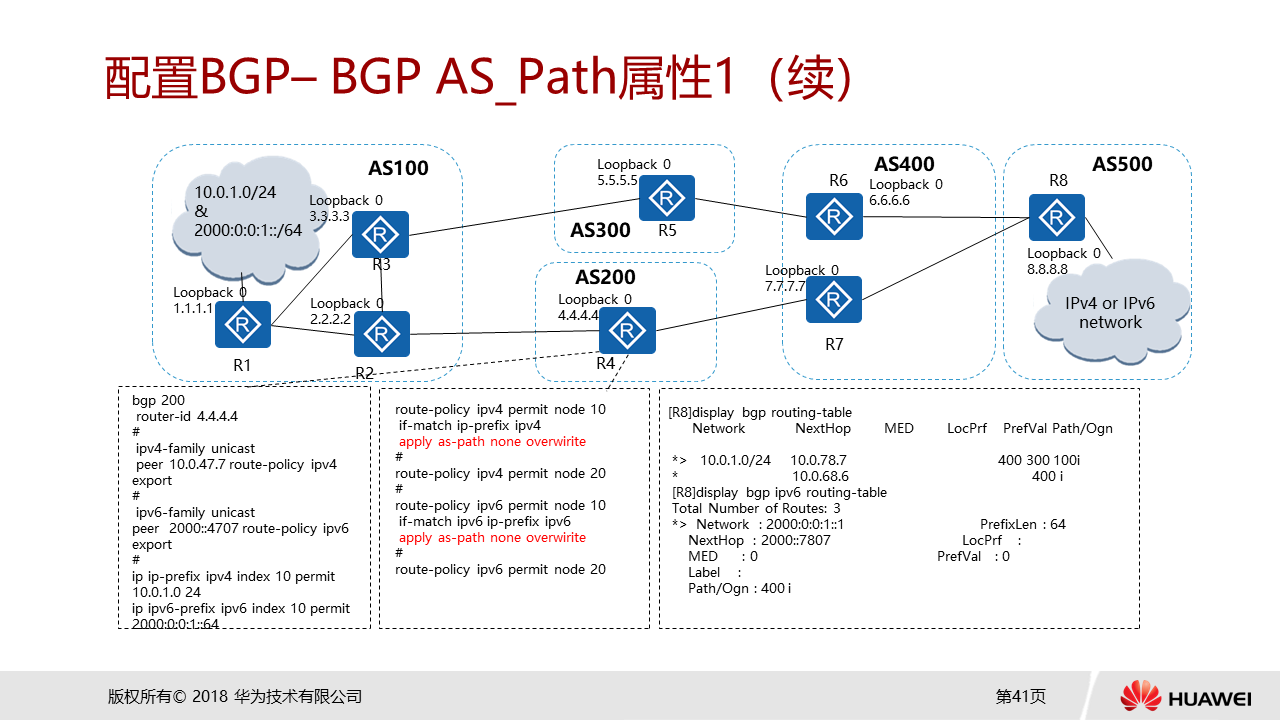 配置BGP– BGP AS_Path属性1（续）
AS100
AS300
AS200
AS400
AS500
10.0.1.0/24
&
2000:0:0:1::/64
Loopback 0
3.3.3.3
R3
Loopback 0
1.1.1.1
R1
Loopback 0
2.2.2.2
R2
Loopback 0
5.5.5.5
R5
Loopback 0
4.4.4.4
R4
R6
Loopback 0
6.6.6.6
Loopback 0
7.7.7.7
R7
R8
Loopback 0
8.8.8.8
IPv4 or IPv6
network
bgp 200
router-id 4.4.4.4
#
ipv4-family unicast
peer 10.0.47.7 route-policy ipv4
export
#
ipv6-family unicast
peer 2000::4707 route-policy ipv6
export
#
ip ip-prefix ipv4 index 10 permit
10.0.1.0 24
ip ipv6-prefix ipv6 index 10 permit
2000:0:0:1::64
route-policy ipv4 permit node 10
if-match ip-prefix ipv4
apply as-path none overwirite
#
route-policy ipv4 permit node 20
#
route-policy ipv6 permit node 10
if-match ipv6 ip-prefix ipv6
apply as-path none overwirite
#
route-policy ipv6 permit node 20
[R8]display bgp routing-table
Network NextHop MED LocPrf PrefVal Path/Ogn
*> 10.0.1.0/24 10.0.78.7 400 300 100i
* 10.0.68.6 400 i
[R8]display bgp ipv6 routing-table
Total Number of Routes: 3
*> Network : 2000:0:0:1::1 PrefixLen : 64
NextHop : 2000::7807 LocPrf :
MED : 0 PrefVal : 0
Label :
Path/Ogn : 400 i
版权所有© 2018 华为技术有限公司
第41页
HUAWEI